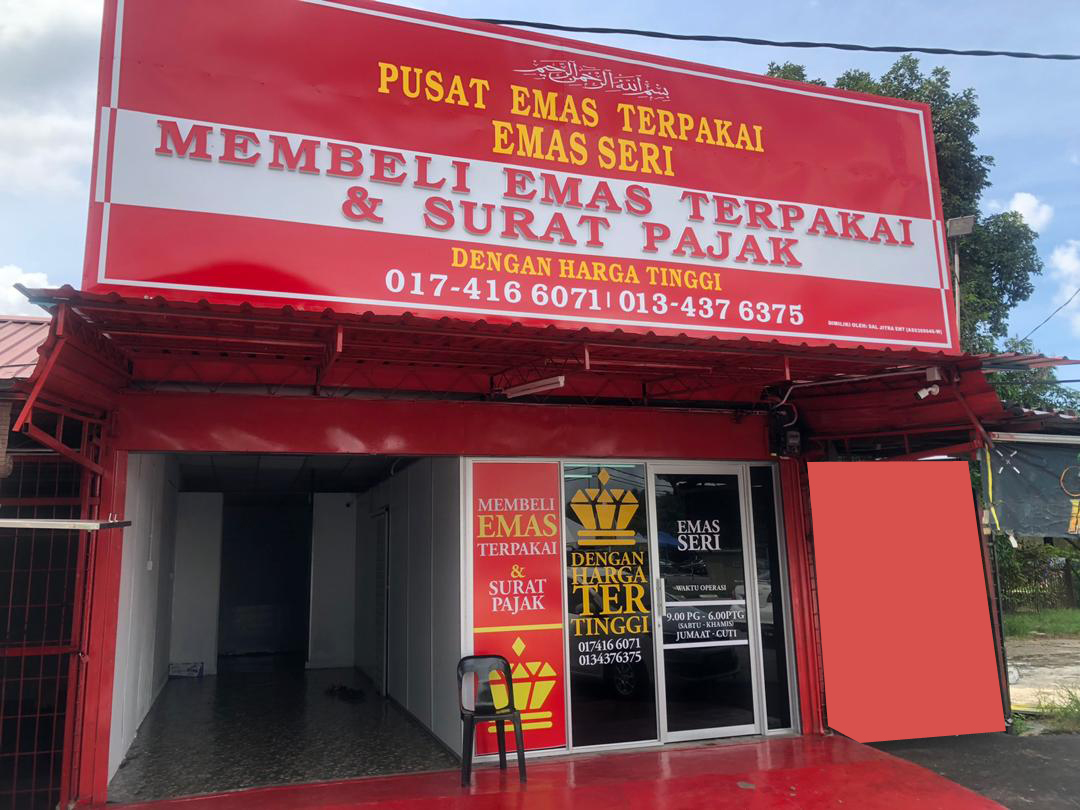 بسم الله الرحمن الرحيم
PUSAT EMAS TERPAKAI
EMAS SERI
MEMBELI EMAS TERPAKAI
& SURAT PAJAK
DENGAN HARGA TINGGI
017-416 6071 | 013-437 6375
MEMBELI
EMAS
TERPAKAI
&
SURAT
PAJAK
DENGAN
HARGA
TER
TINGGI
017416 6071
0134376375
EMAS
SERI
WAKTU OPERASI
9.00 PG - 6.00PTG
(SABTU - KHAMIS)
JUMAAT - CUTI